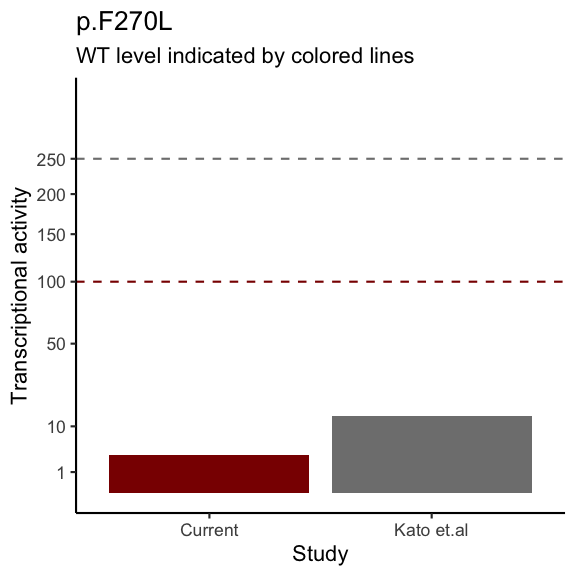 p.F270L
WT level indicated by colored lines
Transcriptional activity
250
200
150
100
50
10
1
Current
Kato et.al
Study